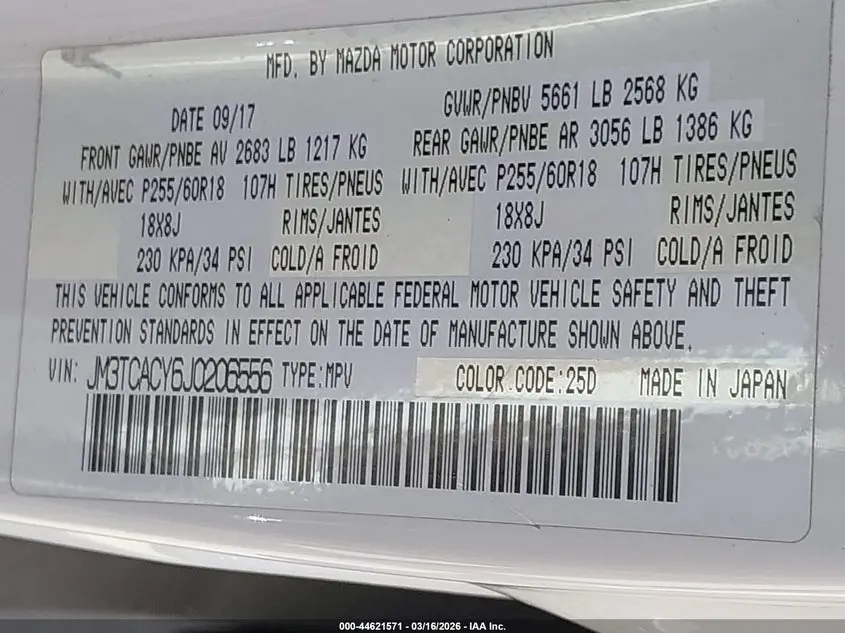 MFD. BY MAZDA MOTOR CORPORATION
DATE 09/17
GVWR/PNBV 5661 LB 2568 KG
FRONT GAWR/PNBE AV 2683 LB 1217 KG
REAR GAWR/PNBE AR 3056 LB 1386 KG
WITH/AVEC P255/60R18 107H TIRES/PNEUS
WITH/AVEC P255/60R18 107H TIRES/PNEUS
18X8J RIMS/JANTES
18X8J RIMS/JANTES
230 KPA/34 PSI COLD/A FROID
230 KPA/34 PSI COLD/A FROID
THIS VEHICLE CONFORMS TO ALL APPLICABLE FEDERAL MOTOR VEHICLE SAFETY AND THEFT
PREVENTION STANDARDS IN EFFECT ON THE DATE OF MANUFACTURE SHOWN ABOVE.
VIN: JM3TCACY6J0206556 TYPE:MPV COLOR CODE:25D MADE IN JAPAN
000-44621571 - 03/16/2026 - IAA Inc.